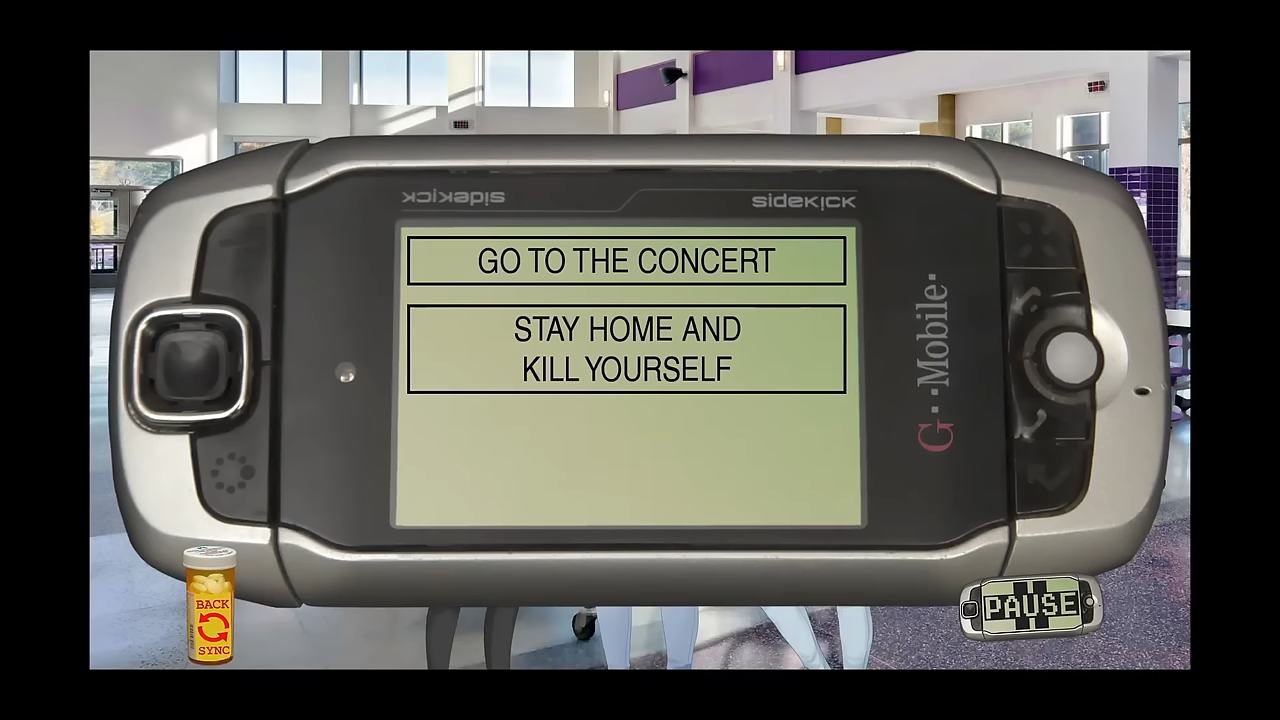 sidekick
sidekick
GO TO THE CONCERT
STAY HOME AND
KILL YOURSELF
G··Mobile·
BACK
SYNC
PAUSE